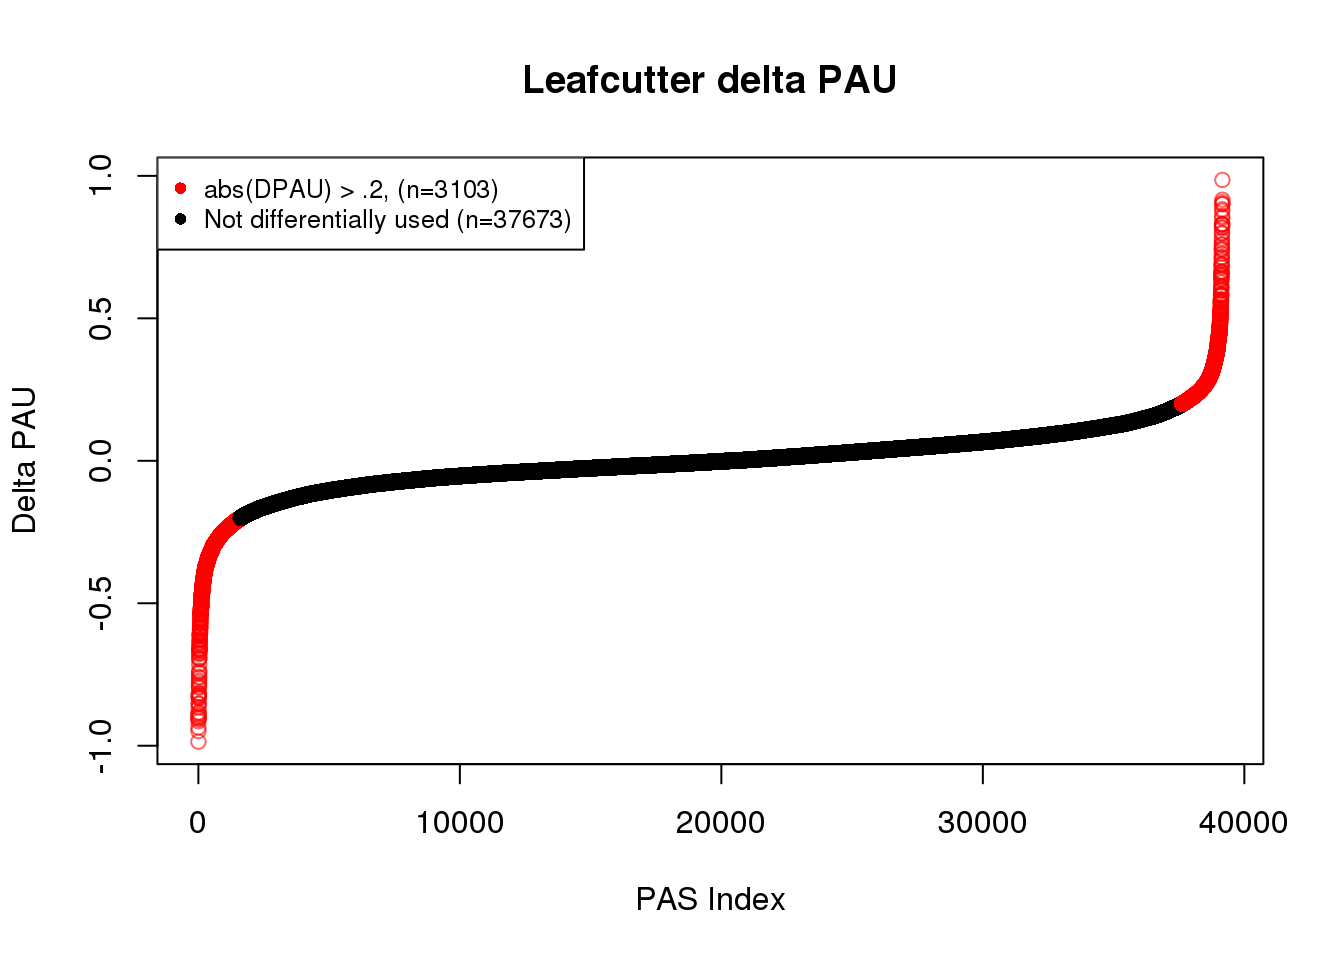 Leafcutter delta PAU
abs(DPAU) > .2, (n=3103)
Not differentially used (n=37673)
1.0
0.5
0.0
-0.5
-1.0
Delta PAU
0 10000 20000 30000 40000
PAS Index